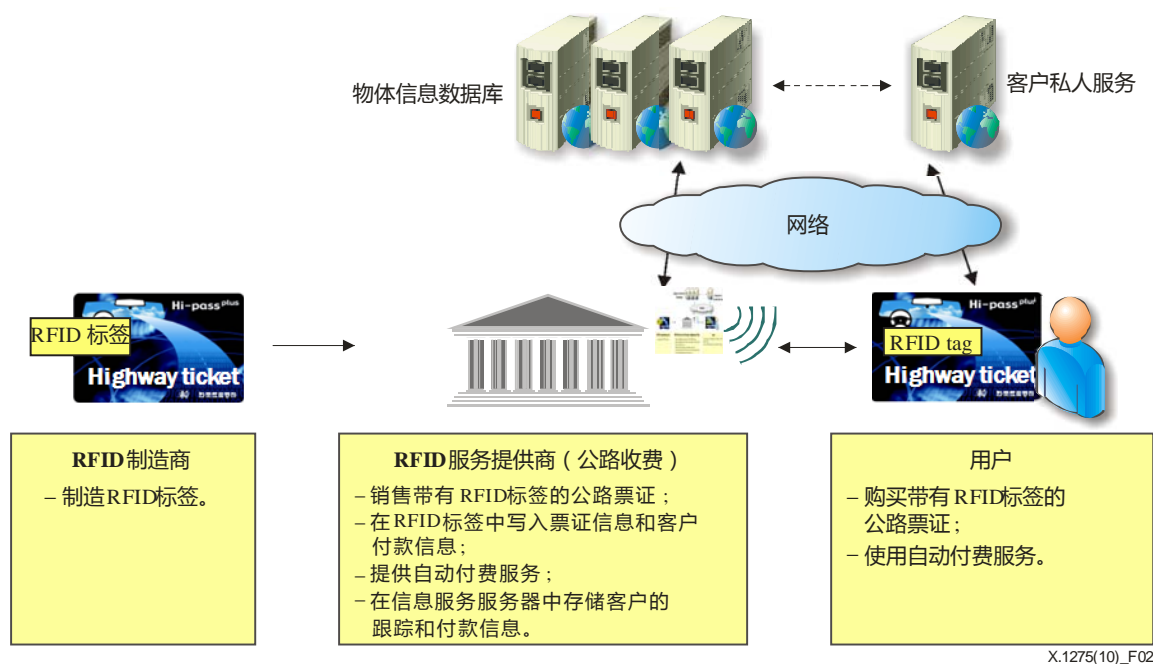 物体信息数据库
客户私人服务
网络
Hi-pass plus
RFID 标签
Highway ticket
Hi-pass plus
RFID tag
Highway ticket
RFID制造商
– 制造RFID标签。
RFID服务提供商（公路收费）
– 销售带有 RFID标签的公路票证；
– 在RFID标签中写入票证信息和客户
付款信息；
– 提供自动付费服务；
– 在信息服务服务器中存储客户的
跟踪和付款信息。
用户
– 购买带有 RFID标签的
公路票证；
– 使用自动付费服务。
X.1275(10)_F02